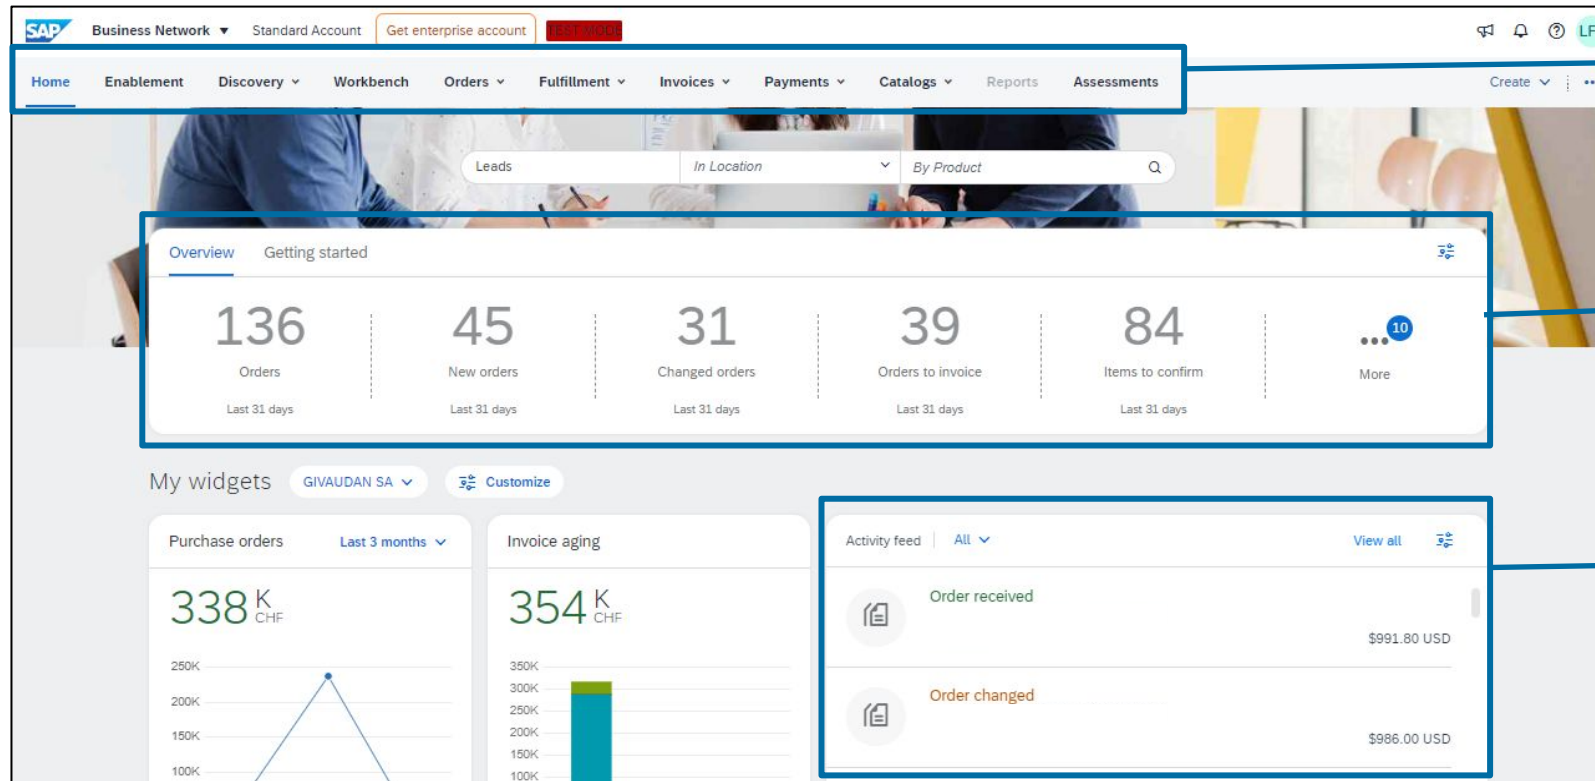 SAP Business Network Standard Account Get enterprise account TEST MODE LF
Home Enablement Discovery Workbench Orders Fulfillment Invoices Payments Catalogs Reports Assessments Create
Leads In Location By Product
Overview Getting started
136 45 31 39 84 ... 10
Orders New orders Changed orders Orders to invoice Items to confirm More
Last 31 days Last 31 days Last 31 days Last 31 days Last 31 days
My widgets GIVAUDAN SA Customize
Purchase orders Last 3 months
338 K CHF
250K
200K
150K
100K
Invoice aging
354 K CHF
350K
300K
250K
200K
150K
100K
Activity feed All View all
Order received
$991.80 USD
Order changed
$986.00 USD